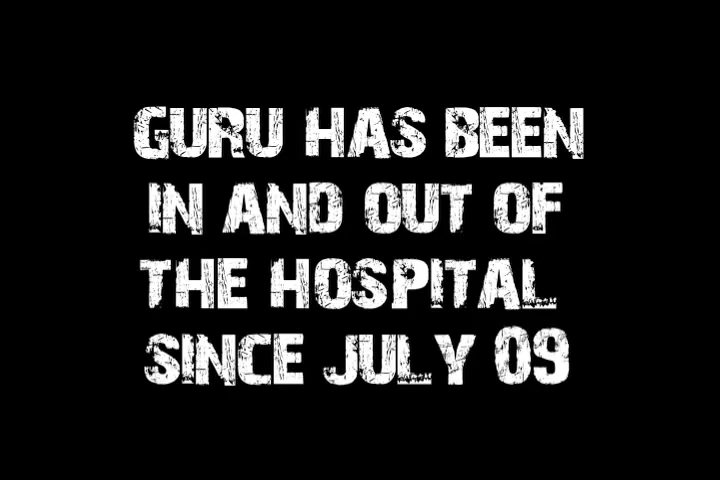 GURU HAS BEEN
IN AND OUT OF
THE HOSPITAL
SINCE JULY 09